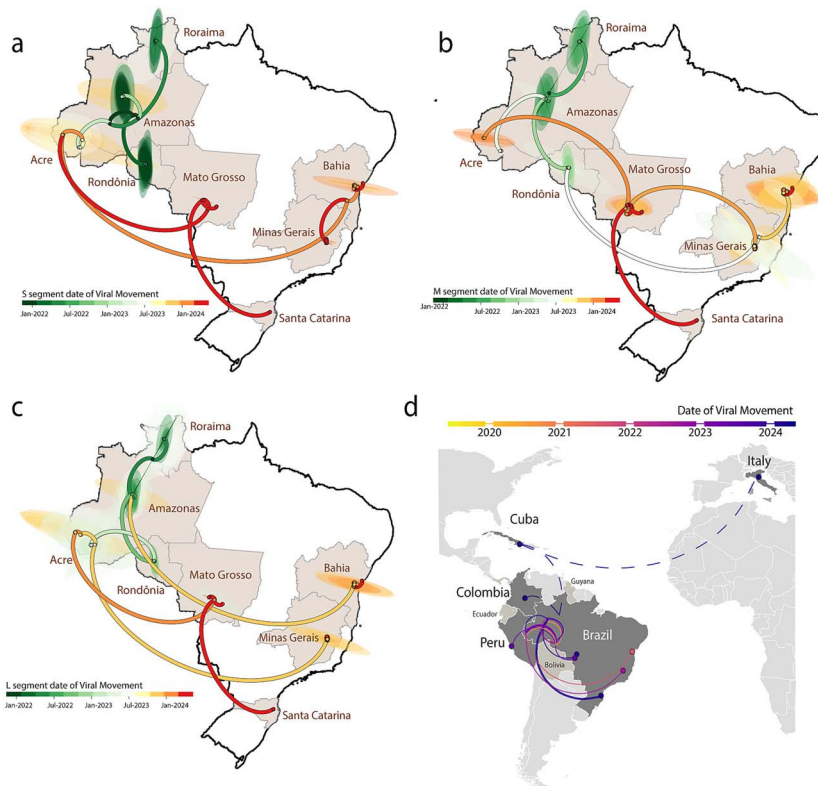 a
Roraima
Amazonas
Acre
Rondônia
Mato Grosso
Bahia
Minas Gerais
S segment date of Viral Movement
Jan-2022 Jul-2022 Jan-2023 Jul-2023 Jan-2024
Santa Catarina
b
Roraima
Amazonas
Acre
Rondônia
Mato Grosso
Bahia
Minas Gerais
M segment date of Viral Movement
Jan-2022 Jul-2022 Jan-2023 Jul-2023 Jan-2024
Santa Catarina
c
Roraima
Amazonas
Acre
Rondônia
Mato Grosso
Bahia
Minas Gerais
L segment date of Viral Movement
Jan-2022 Jul-2022 Jan-2023 Jul-2023 Jan-2024
Santa Catarina
d
Date of Viral Movement
2020 2021 2022 2023 2024
Italy
Cuba
Colombia
Guyana
Ecuador
Peru
Brazil
Bolivia